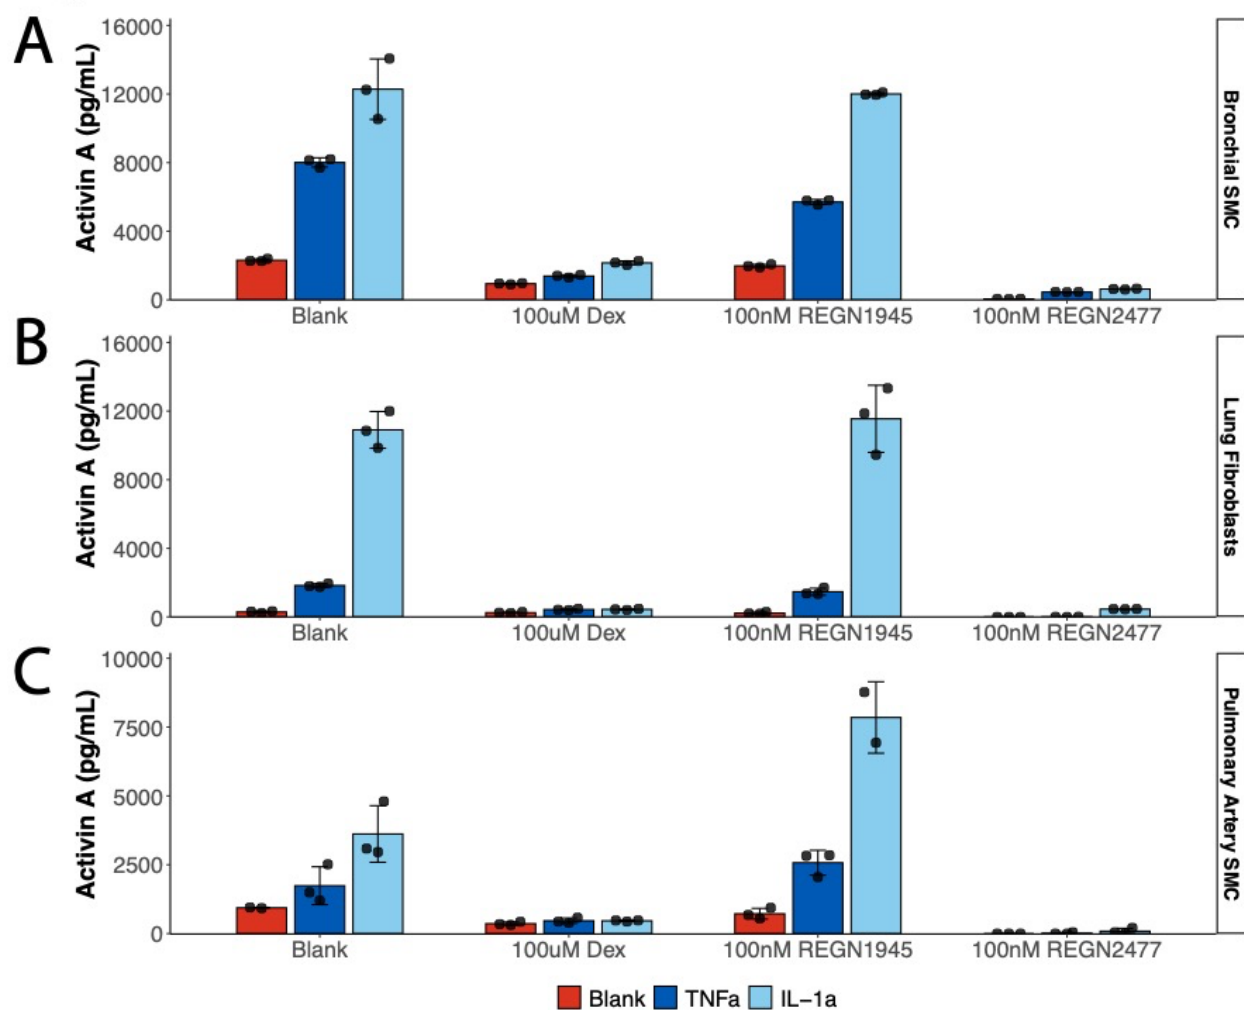 A
Activin A (pg/mL)
16000
12000
8000
4000
0
Blank
100uM Dex
100nM REGN1945
100nM REGN2477
Bronchial SMC
B
Activin A (pg/mL)
16000
12000
8000
4000
0
Blank
100uM Dex
100nM REGN1945
100nM REGN2477
Lung Fibroblasts
C
Activin A (pg/mL)
10000
7500
5000
2500
0
Blank
100uM Dex
100nM REGN1945
100nM REGN2477
Pulmonary Artery SMC
Blank TNFa IL-1a